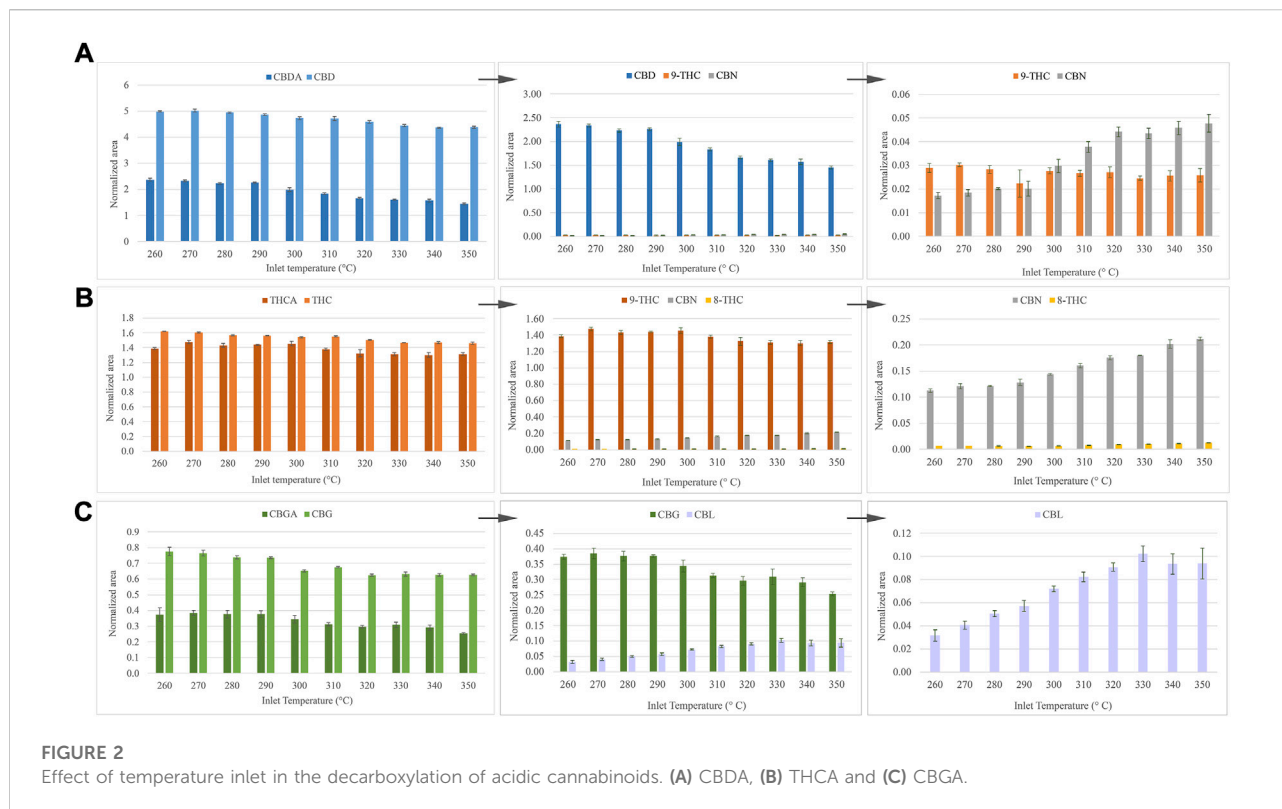 A
CBDA CBD
Normalized area
6
5
4
3
2
1
0
260 270 280 290 300 310 320 330 340 350
Inlet temperature (°C)
CBD 9-THC CBN
Normalized area
3.00
2.50
2.00
1.50
1.00
0.50
0.00
260 270 280 290 300 310 320 330 340 350
Inlet Temperature (° C)
9-THC CBN
Normalized area
0.06
0.05
0.04
0.03
0.02
0.01
0.00
260 270 280 290 300 310 320 330 340 350
Inlet Temperature (° C)
B
THCA THC
Normalized area
1.8
1.6
1.4
1.2
1.0
0.8
0.6
0.4
0.2
0.0
260 270 280 290 300 310 320 330 340 350
Inlet Temperature (°C)
9-THC CBN 8-THC
Normalized area
1.60
1.40
1.20
1.00
0.80
0.60
0.40
0.20
0.00
260 270 280 290 300 310 320 330 340 350
Inlet Temperature (° C)
CBN 8-THC
Normalized area
0.25
0.20
0.15
0.10
0.05
0.00
260 270 280 290 300 310 320 330 340 350
Inlet Temperature (° C)
C
CBGA CBG
Normalized area
0.9
0.8
0.7
0.6
0.5
0.4
0.3
0.2
0.1
0.0
260 270 280 290 300 310 320 330 340 350
Inlet Temperature (°C)
CBG CBL
Normalized area
0.45
0.40
0.35
0.30
0.25
0.20
0.15
0.10
0.05
0.00
260 270 280 290 300 310 320 330 340 350
Inlet Temperature (° C)
CBL
Normalized area
0.12
0.10
0.08
0.06
0.04
0.02
0.00
260 270 280 290 300 310 320 330 340 350
Inlet Temperature (° C)
FIGURE 2
Effect of temperature inlet in the decarboxylation of acidic cannabinoids. (A) CBDA, (B) THCA and (C) CBGA.